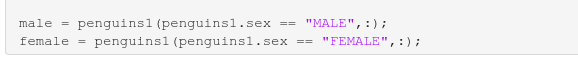 male = penguins1(penguins1.sex == "MALE",:);
female = penguins1(penguins1.sex == "FEMALE",:);